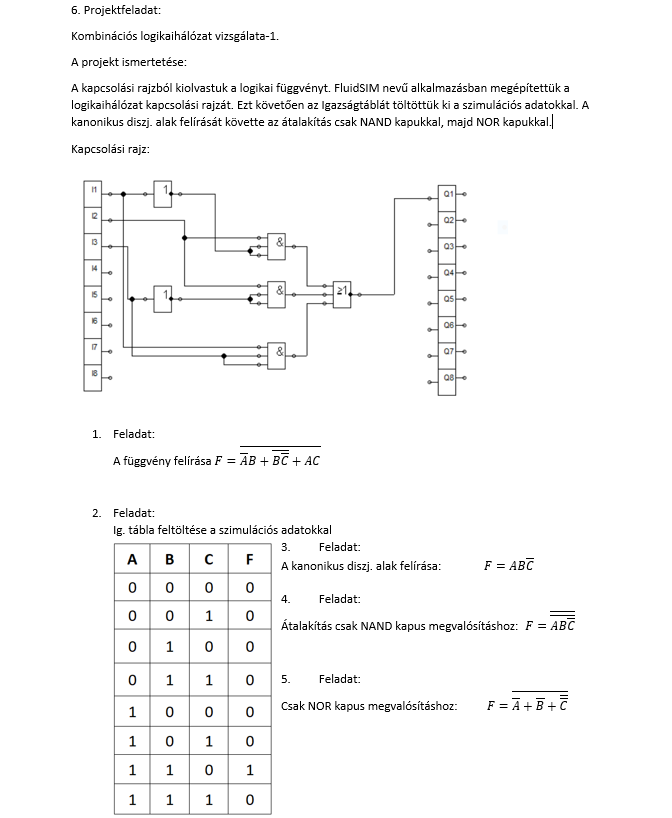 6. Projektfeladat:
Kombinációs logikaihálózat vizsgálata-1.
A projekt ismertetése:
A kapcsolási rajzból kiolvastuk a logikai függvényt. FluidSIM nevű alkalmazásban megépítettük a
logikaihálózat kapcsolási rajzát. Ezt követően az Igazságtáblát töltöttük ki a szimulációs adatokkal. A
kanonikus diszj. alak felírását követte az átalakítás csak NAND kapukkal, majd NOR kapukkal.
Kapcsolási rajz:
I1 1 Q1
I2 Q2
I3 & Q3
I4 Q4
I5 1 & ≥1 Q5
I6 Q6
I7 & Q7
I8 Q8
1. Feladat:
A függvény felírása F = \overline{\overline{A}B + \overline{B\overline{\overline{C}}} + AC}
2. Feladat:
Ig. tábla feltöltése a szimulációs adatokkal
A B C F
0 0 0 0
0 0 1 0
0 1 0 0
0 1 1 0
1 0 0 0
1 0 1 0
1 1 0 1
1 1 1 0
3. Feladat:
A kanonikus diszj. alak felírása: F = AB\overline{C}
4. Feladat:
Átalakítás csak NAND kapus megvalósításhoz: F = \overline{\overline{AB\overline{\overline{C}}}}
5. Feladat:
Csak NOR kapus megvalósításhoz: F = \overline{\overline{A} + \overline{B} + \overline{\overline{C}}}